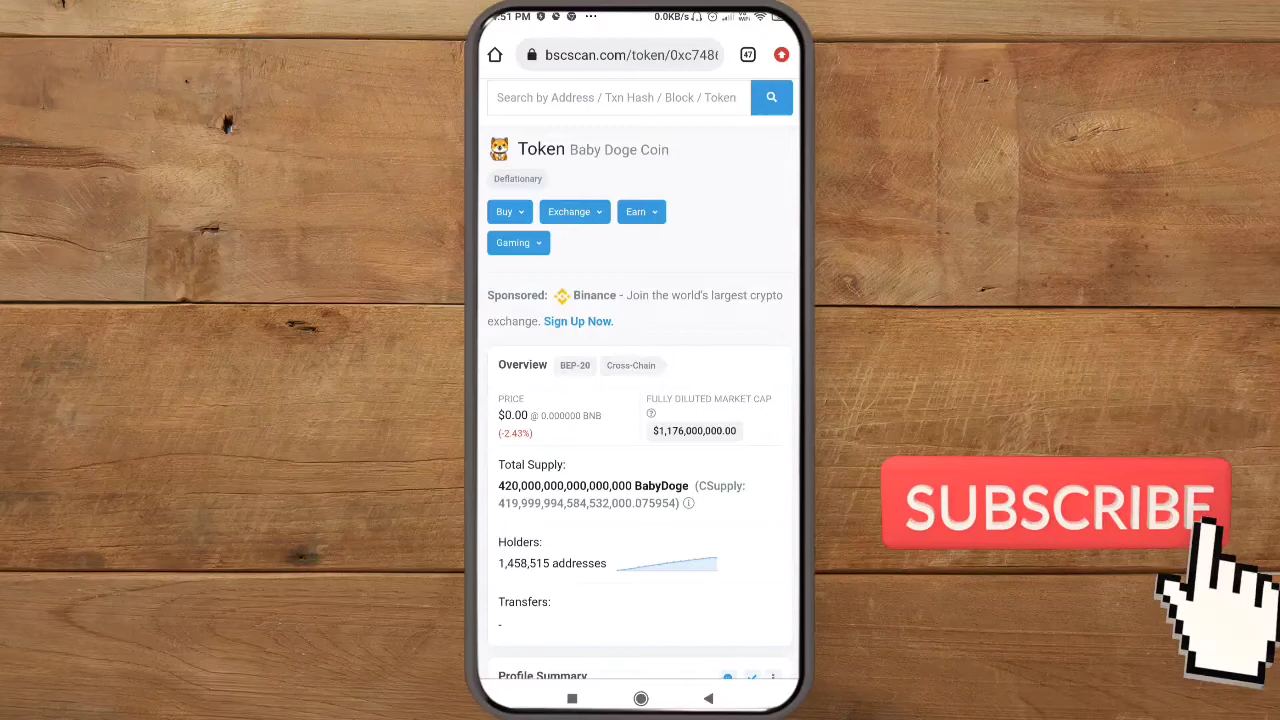 :51 PM ... 0.0KB/s
bscscan.com/token/0xc748
47
Search by Address / Txn Hash / Block / Token
Token Baby Doge Coin
Deflationary
Buy Exchange Earn
Gaming
Sponsored: Binance - Join the world's largest crypto
exchange. Sign Up Now.
Overview BEP-20 Cross-Chain
PRICE
$0.00 @ 0.000000 BNB
(-2.43%)
FULLY DILUTED MARKET CAP
$1,176,000,000.00
Total Supply:
420,000,000,000,000,000 BabyDoge (CSupply:
419,999,994,584,532,000.075954)
Holders:
1,458,515 addresses
Transfers:
-
Profile Summary
SUBSCRIBE